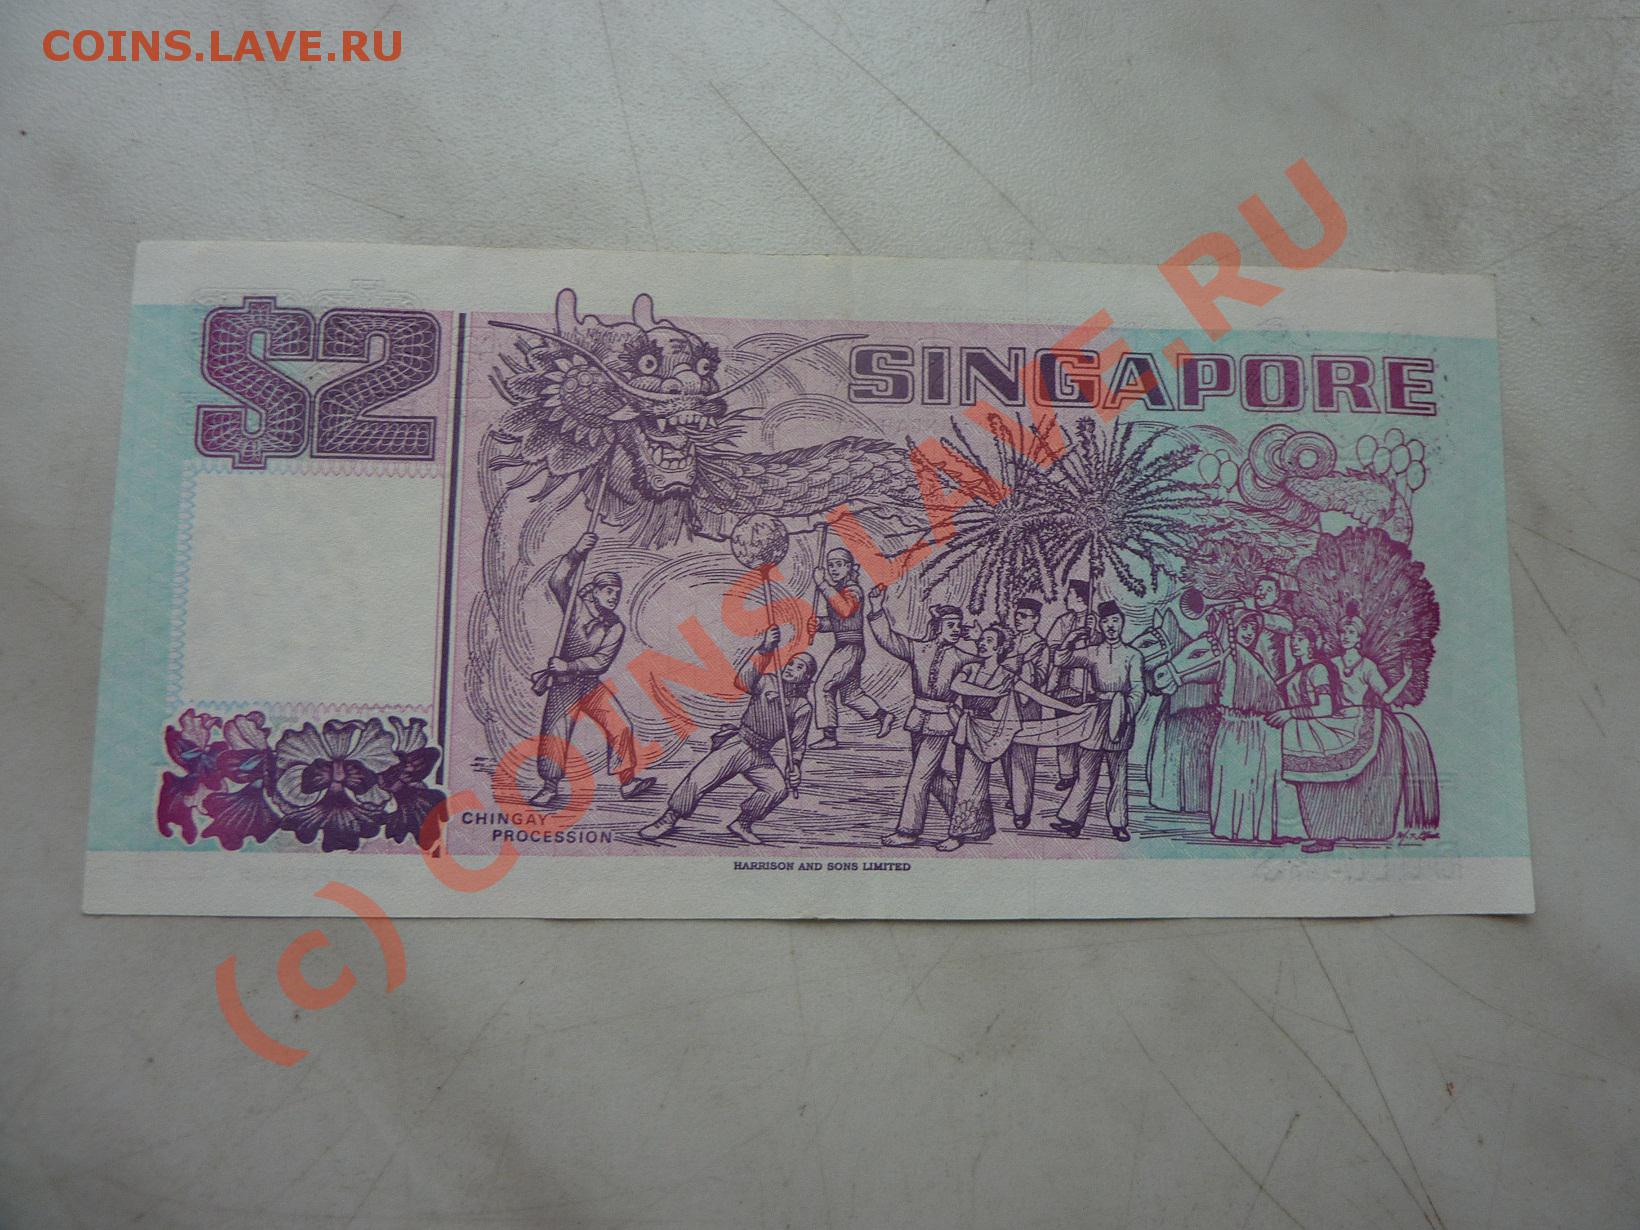 COINS.LAVE.RU
$2
SINGAPORE
CHINGAY
PROCESSION
HARRISON AND SONS LIMITED
(c) COINS.LAVE.RU